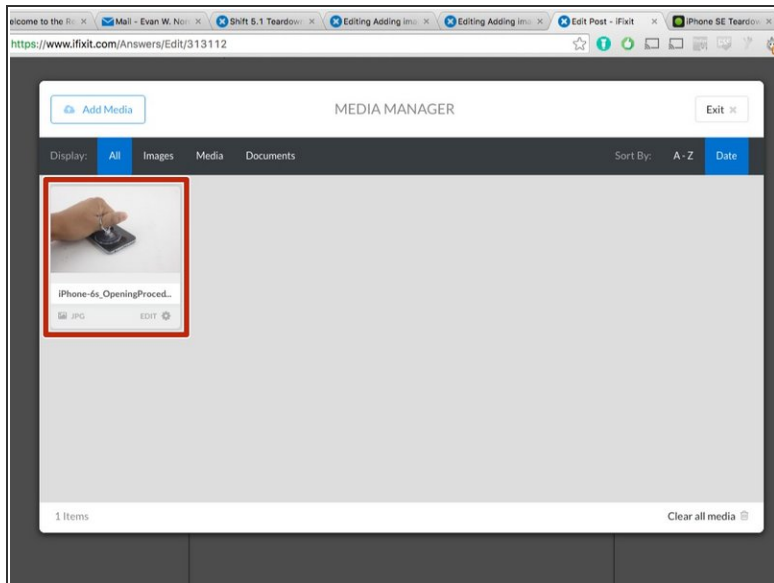 elcome to the Re
Mail - Evan W. Non
Shift 5.1 Teardown
Editing Adding ima
Editing Adding ima
Edit Post - iFixit
iPhone SE Teardow
https://www.ifixit.com/Answers/Edit/313112
Add Media
MEDIA MANAGER
Exit ×
Display: All Images Media Documents Sort By: A - Z Date
iPhone-6s_OpeningProced...
JPG EDIT
1 Items Clear all media